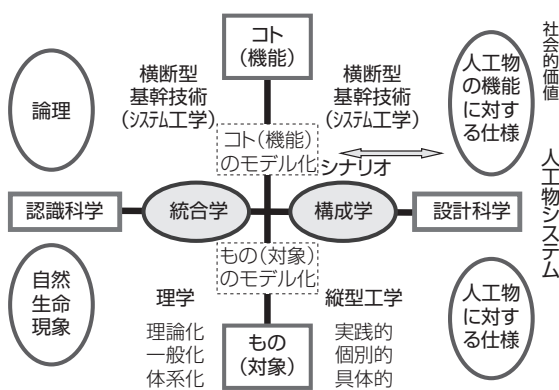 コト
(機能)
横断型
基幹技術
(システム工学)
横断型
基幹技術
(システム工学)
論理
人工物
の機能
に対す
る仕様
社会的価値
コト(機能)
のモデル化
シナリオ
認識科学
統合学
構成学
設計科学
人工物システム
もの(対象)
のモデル化
自然
生命
現象
理学
理論化
一般化
体系化
もの
(対象)
縦型工学
実践的
個別的
具体的
人工物
に対す
る仕様